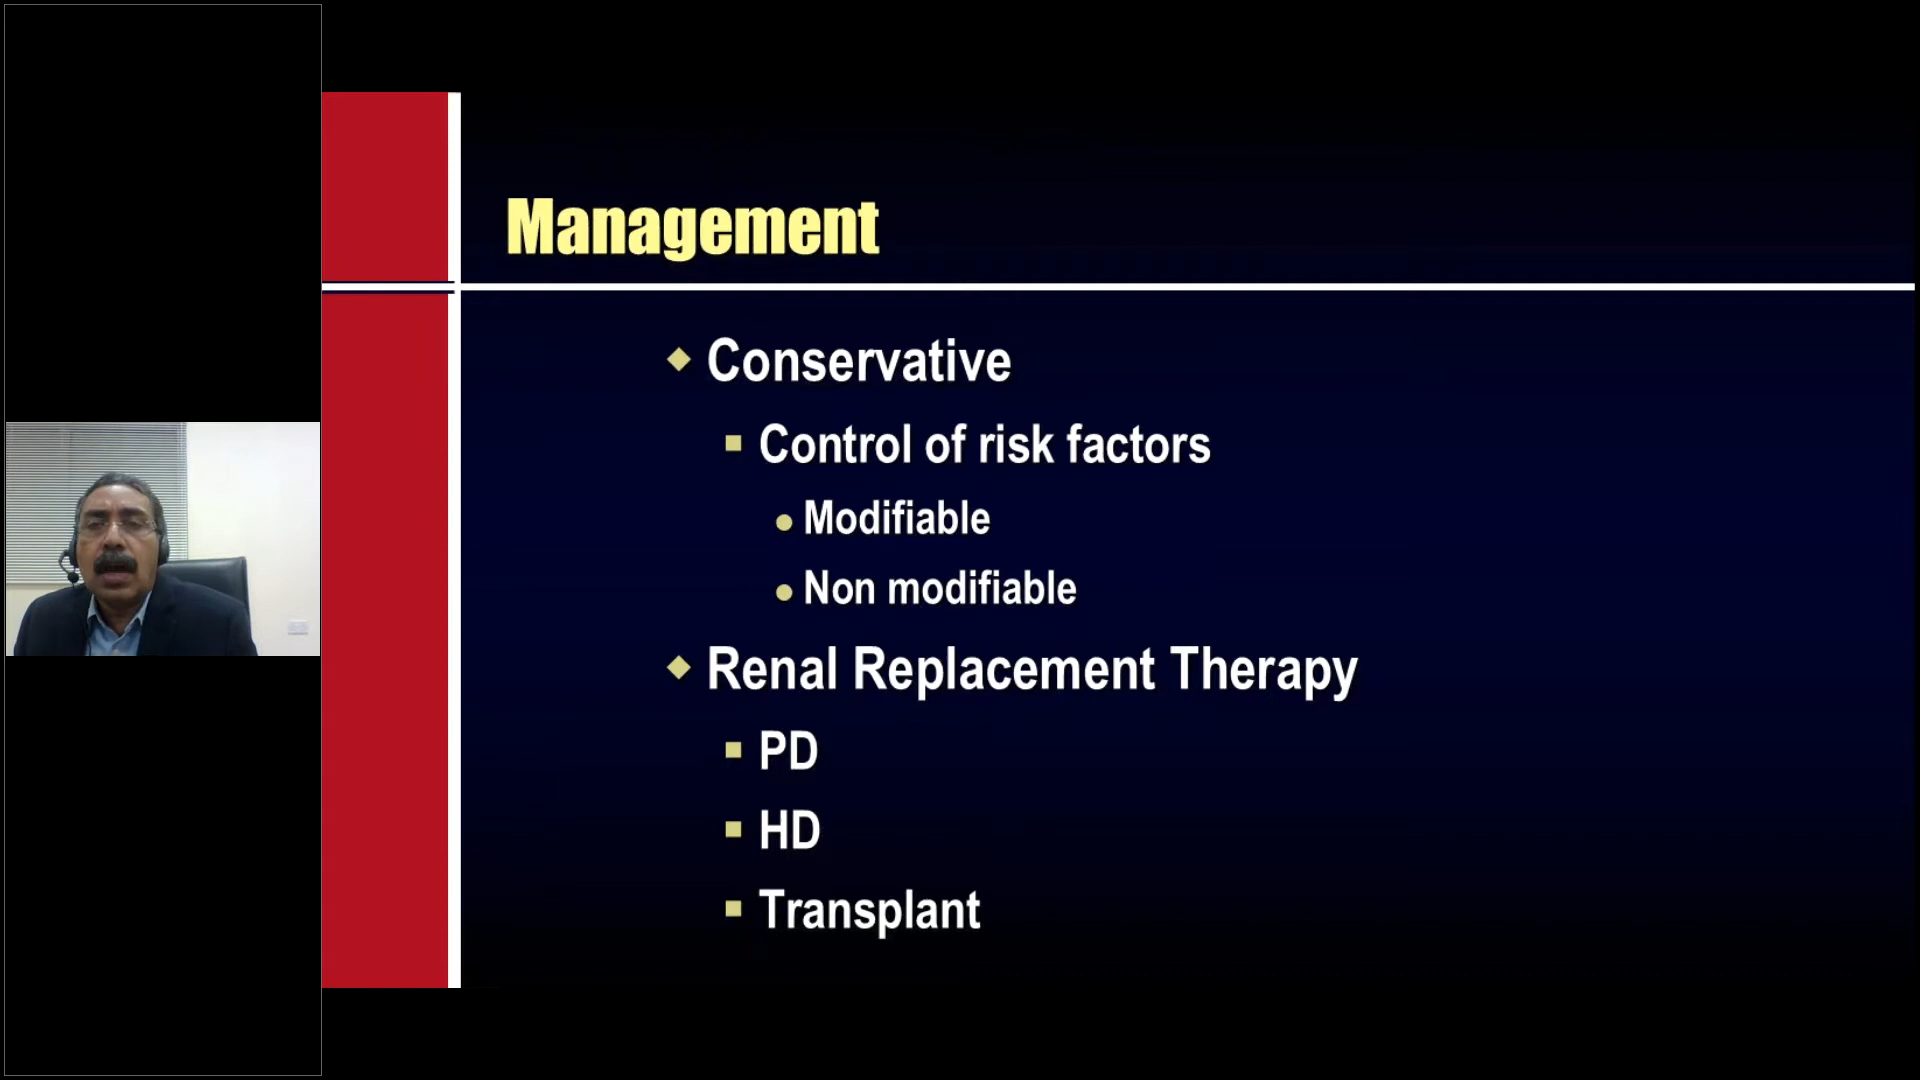 Management
Conservative
Control of risk factors
Modifiable
Non modifiable
Renal Replacement Therapy
PD
HD
Transplant